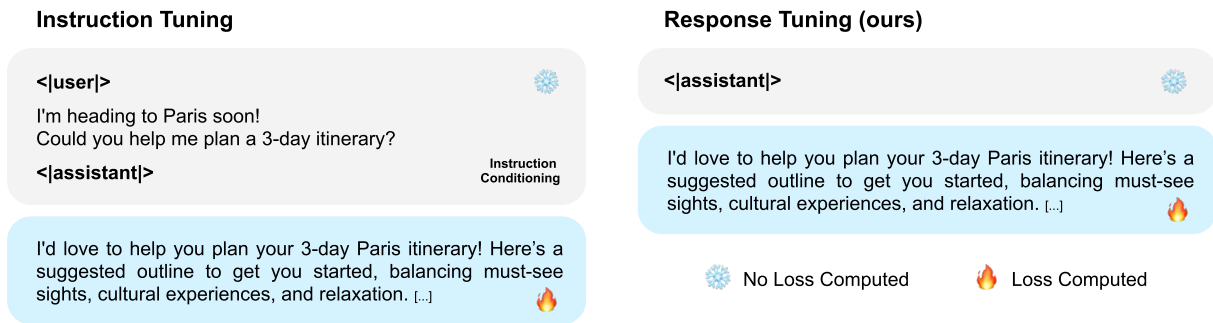 Instruction Tuning
<|user|>
I'm heading to Paris soon!
Could you help me plan a 3-day itinerary?
<|assistant|>
Instruction
Conditioning
I'd love to help you plan your 3-day Paris itinerary! Here’s a
suggested outline to get you started, balancing must-see
sights, cultural experiences, and relaxation. [...]
Response Tuning (ours)
<|assistant|>
I'd love to help you plan your 3-day Paris itinerary! Here’s a
suggested outline to get you started, balancing must-see
sights, cultural experiences, and relaxation. [...]
No Loss Computed
Loss Computed